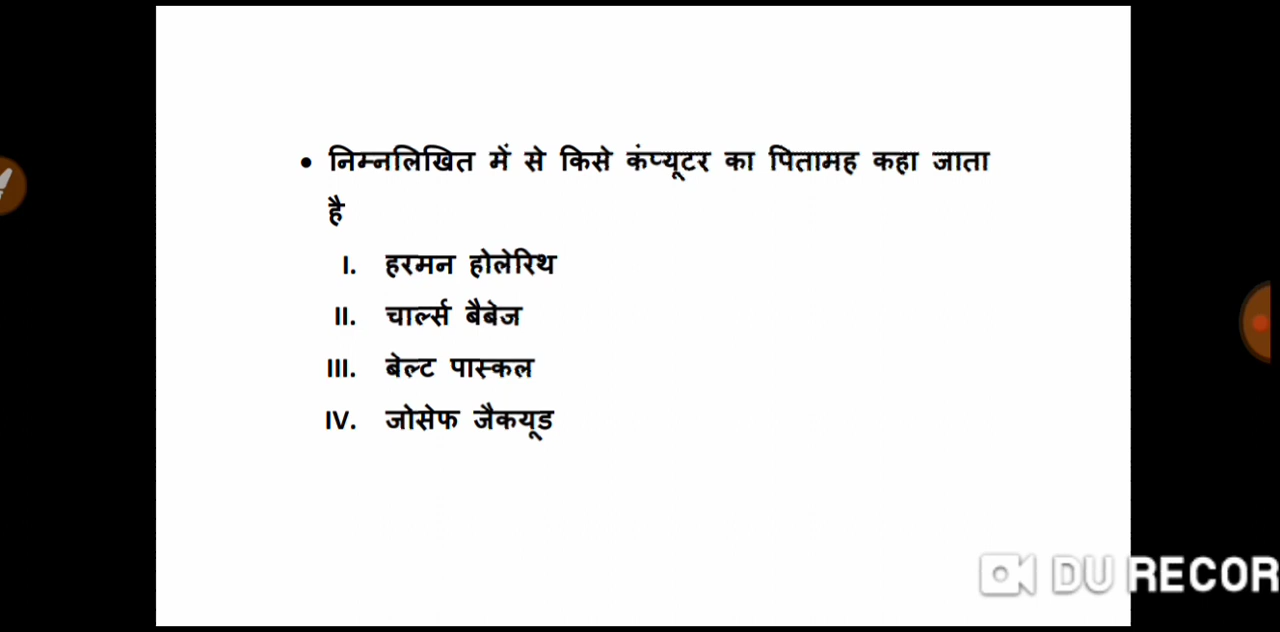 • निम्नलिखित में से किसे कंप्यूटर का पितामह कहा जाता
है
I. हरमन होलेरिथ
II. चार्ल्स बैबेज
III. बेल्ट पास्कल
IV. जोसेफ जैकयूड
DU RECOR